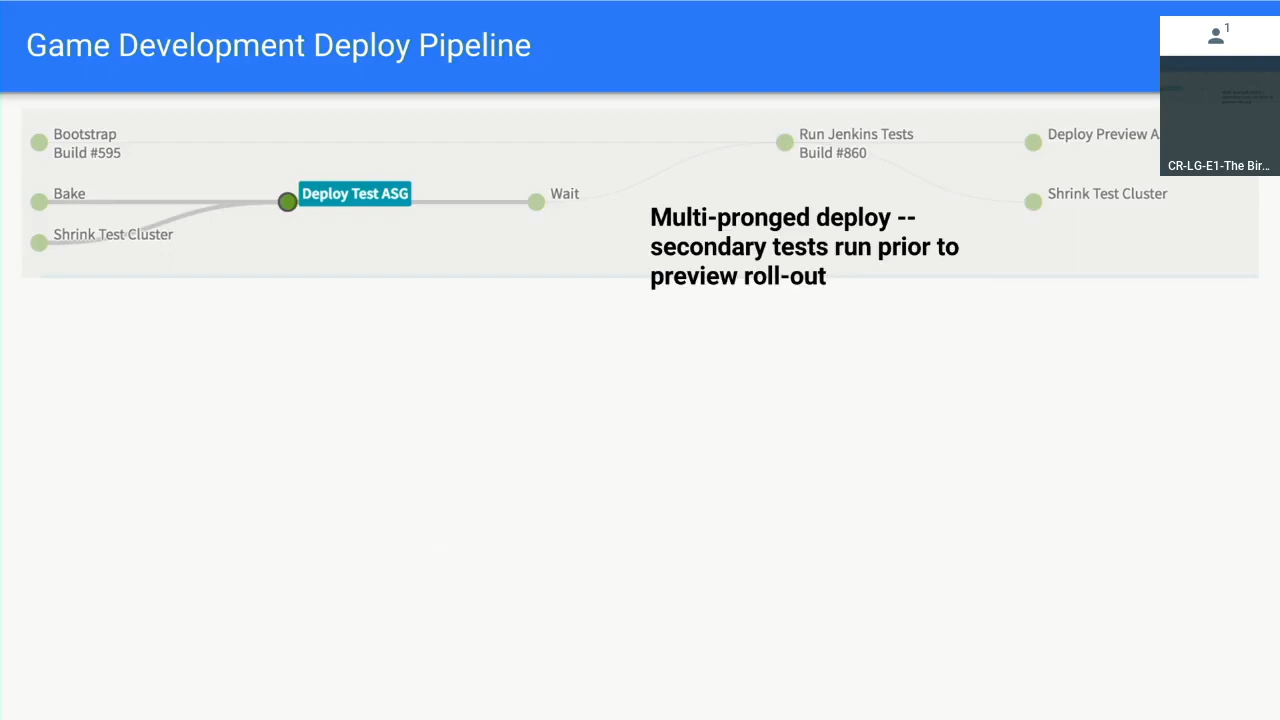 Game Development Deploy Pipeline
1
Bootstrap
Build #595
Run Jenkins Tests
Build #860
Deploy Preview A
CR-LG-E1-The Bir...
Bake
Deploy Test ASG
Wait
Shrink Test Cluster
Shrink Test Cluster
Multi-pronged deploy --
secondary tests run prior to
preview roll-out